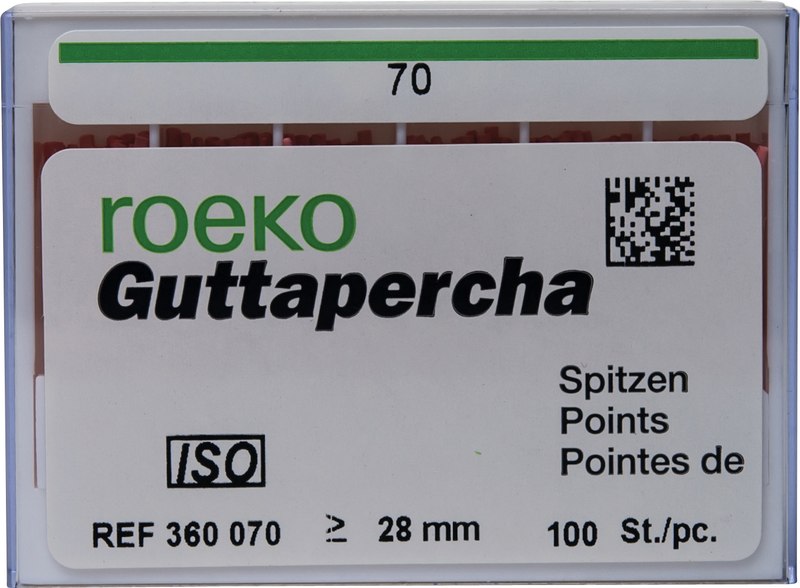 70
roeko
Guttapercha
Spitzen
Points
Pointes de
ISO
REF 360 070 ≥ 28 mm 100 St./pc.